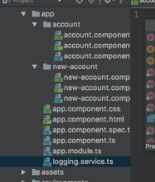 app
account
account.componen
account.componen
account.componen
new-account
new-account.comp
new-account.comp
new-account.comp
app.component.css
app.component.html
app.component.spec.t
app.component.ts
app.module.ts
logging.service.ts
assets